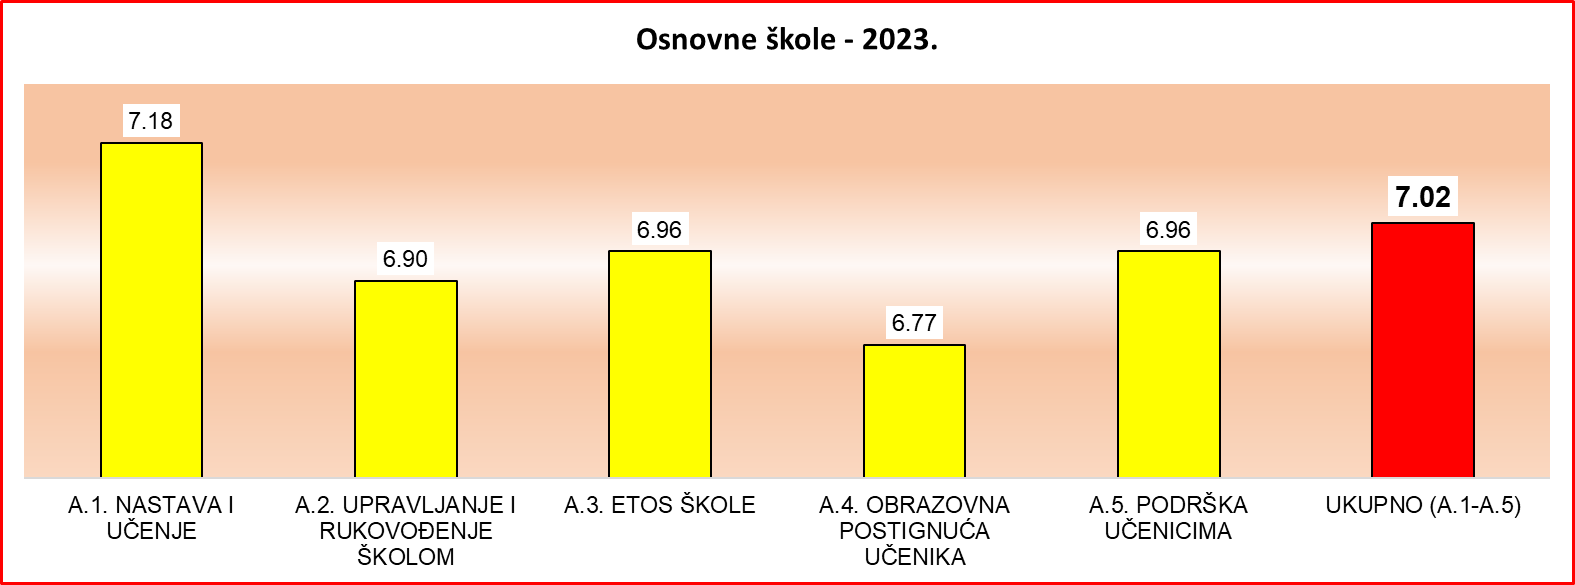 Osnovne škole - 2023.
7.18
6.90
6.96
6.77
6.96
7.02
A.1. NASTAVA I
UČENJE
A.2. UPRAVLJANJE I
RUKOVOĐENJE
ŠKOLOM
A.3. ETOS ŠKOLE
A.4. OBRAZOVNA
POSTIGNUĆA
UČENIKA
A.5. PODRŠKA
UČENICIMA
UKUPNO (A.1-A.5)